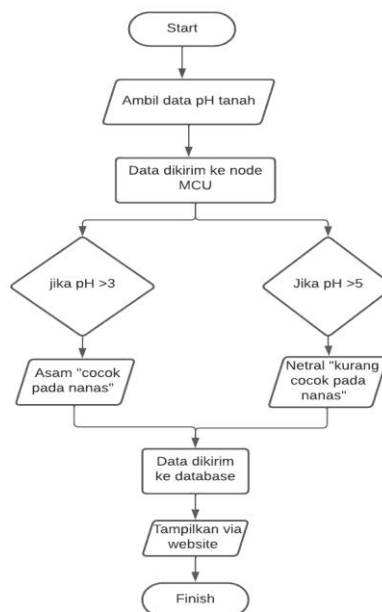 Start
Ambil data pH tanah
Data dikirim ke node
MCU
jika pH >3
Jika pH >5
Asam "cocok
pada nanas"
Netral "kurang
cocok pada
nanas"
Data dikirim
ke database
Tampilkan via
website
Finish